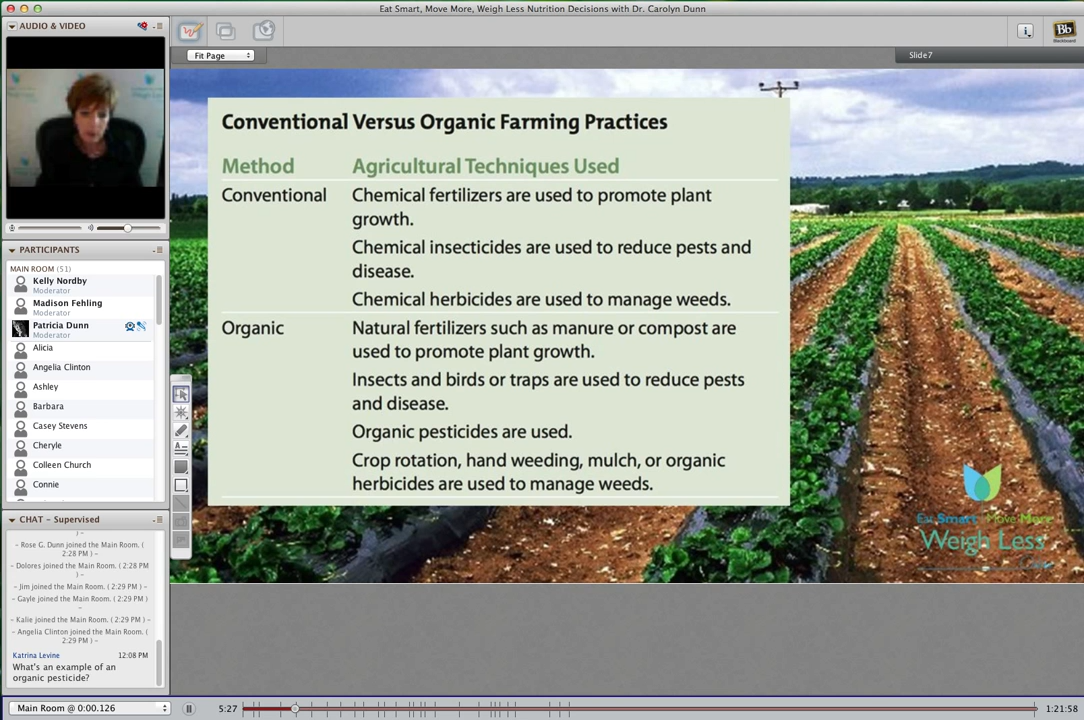 Eat Smart, Move More, Weigh Less Nutrition Decisions with Dr. Carolyn Dunn
AUDIO & VIDEO
Fit Page
Slide7
i
Bb
Blackboard
PARTICIPANTS
MAIN ROOM (51)
Kelly Nordby
Moderator
Madison Fehling
Moderator
Patricia Dunn
Moderator
Alicia
Angelia Clinton
Ashley
Barbara
Casey Stevens
Cheryle
Colleen Church
Connie
CHAT - Supervised
) -
- Rose G. Dunn joined the Main Room. (
2:28 PM ) -
- Dolores joined the Main Room. ( 2:28 PM
) -
- Jim joined the Main Room. ( 2:29 PM ) -
- Gayle joined the Main Room. ( 2:29 PM )
-
- Kalie joined the Main Room. ( 2:29 PM ) -
- Angelia Clinton joined the Main Room. (
2:29 PM ) -
Katrina Levine 12:08 PM
What's an example of an
organic pesticide?
Conventional Versus Organic Farming Practices
Method Agricultural Techniques Used
Conventional Chemical fertilizers are used to promote plant
growth.
Chemical insecticides are used to reduce pests and
disease.
Chemical herbicides are used to manage weeds.
Organic Natural fertilizers such as manure or compost are
used to promote plant growth.
Insects and birds or traps are used to reduce pests
and disease.
Organic pesticides are used.
Crop rotation, hand weeding, mulch, or organic
herbicides are used to manage weeds.
Eat Smart Move More
Weigh Less
Main Room @ 0:00.126
5:27
1:21:58